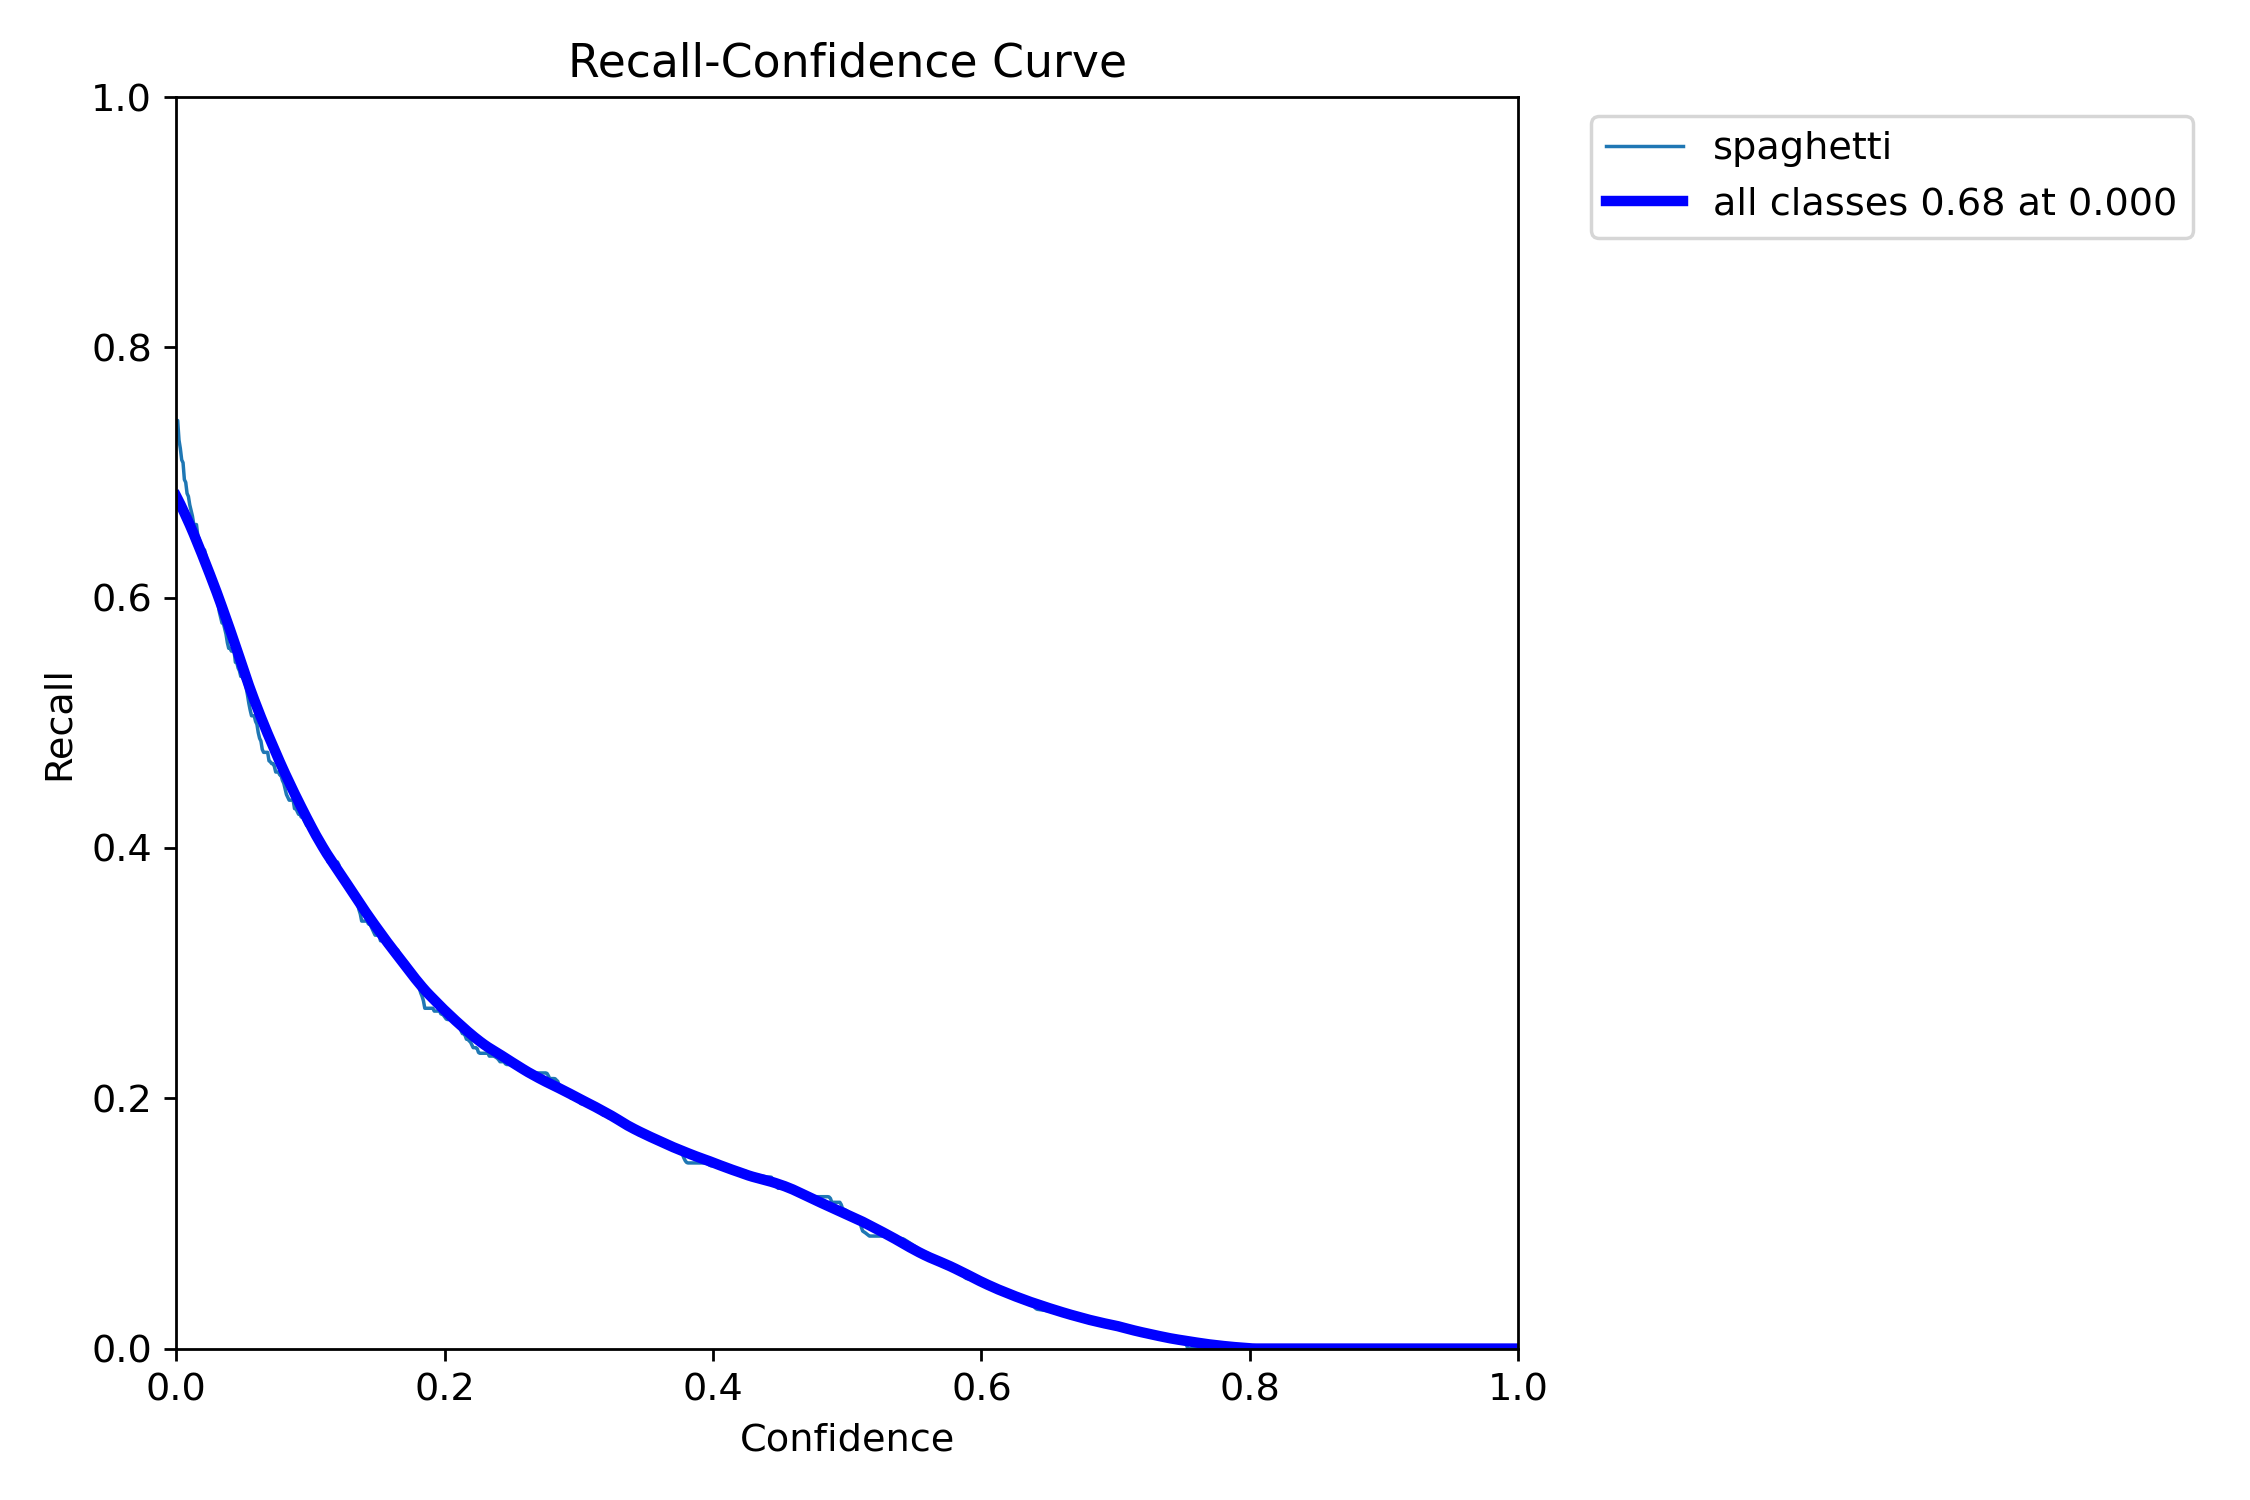 Recall-Confidence Curve
1.0
0.8
0.6
0.4
0.2
0.0
Recall
0.0 0.2 0.4 0.6 0.8 1.0
Confidence
spaghetti
all classes 0.68 at 0.000